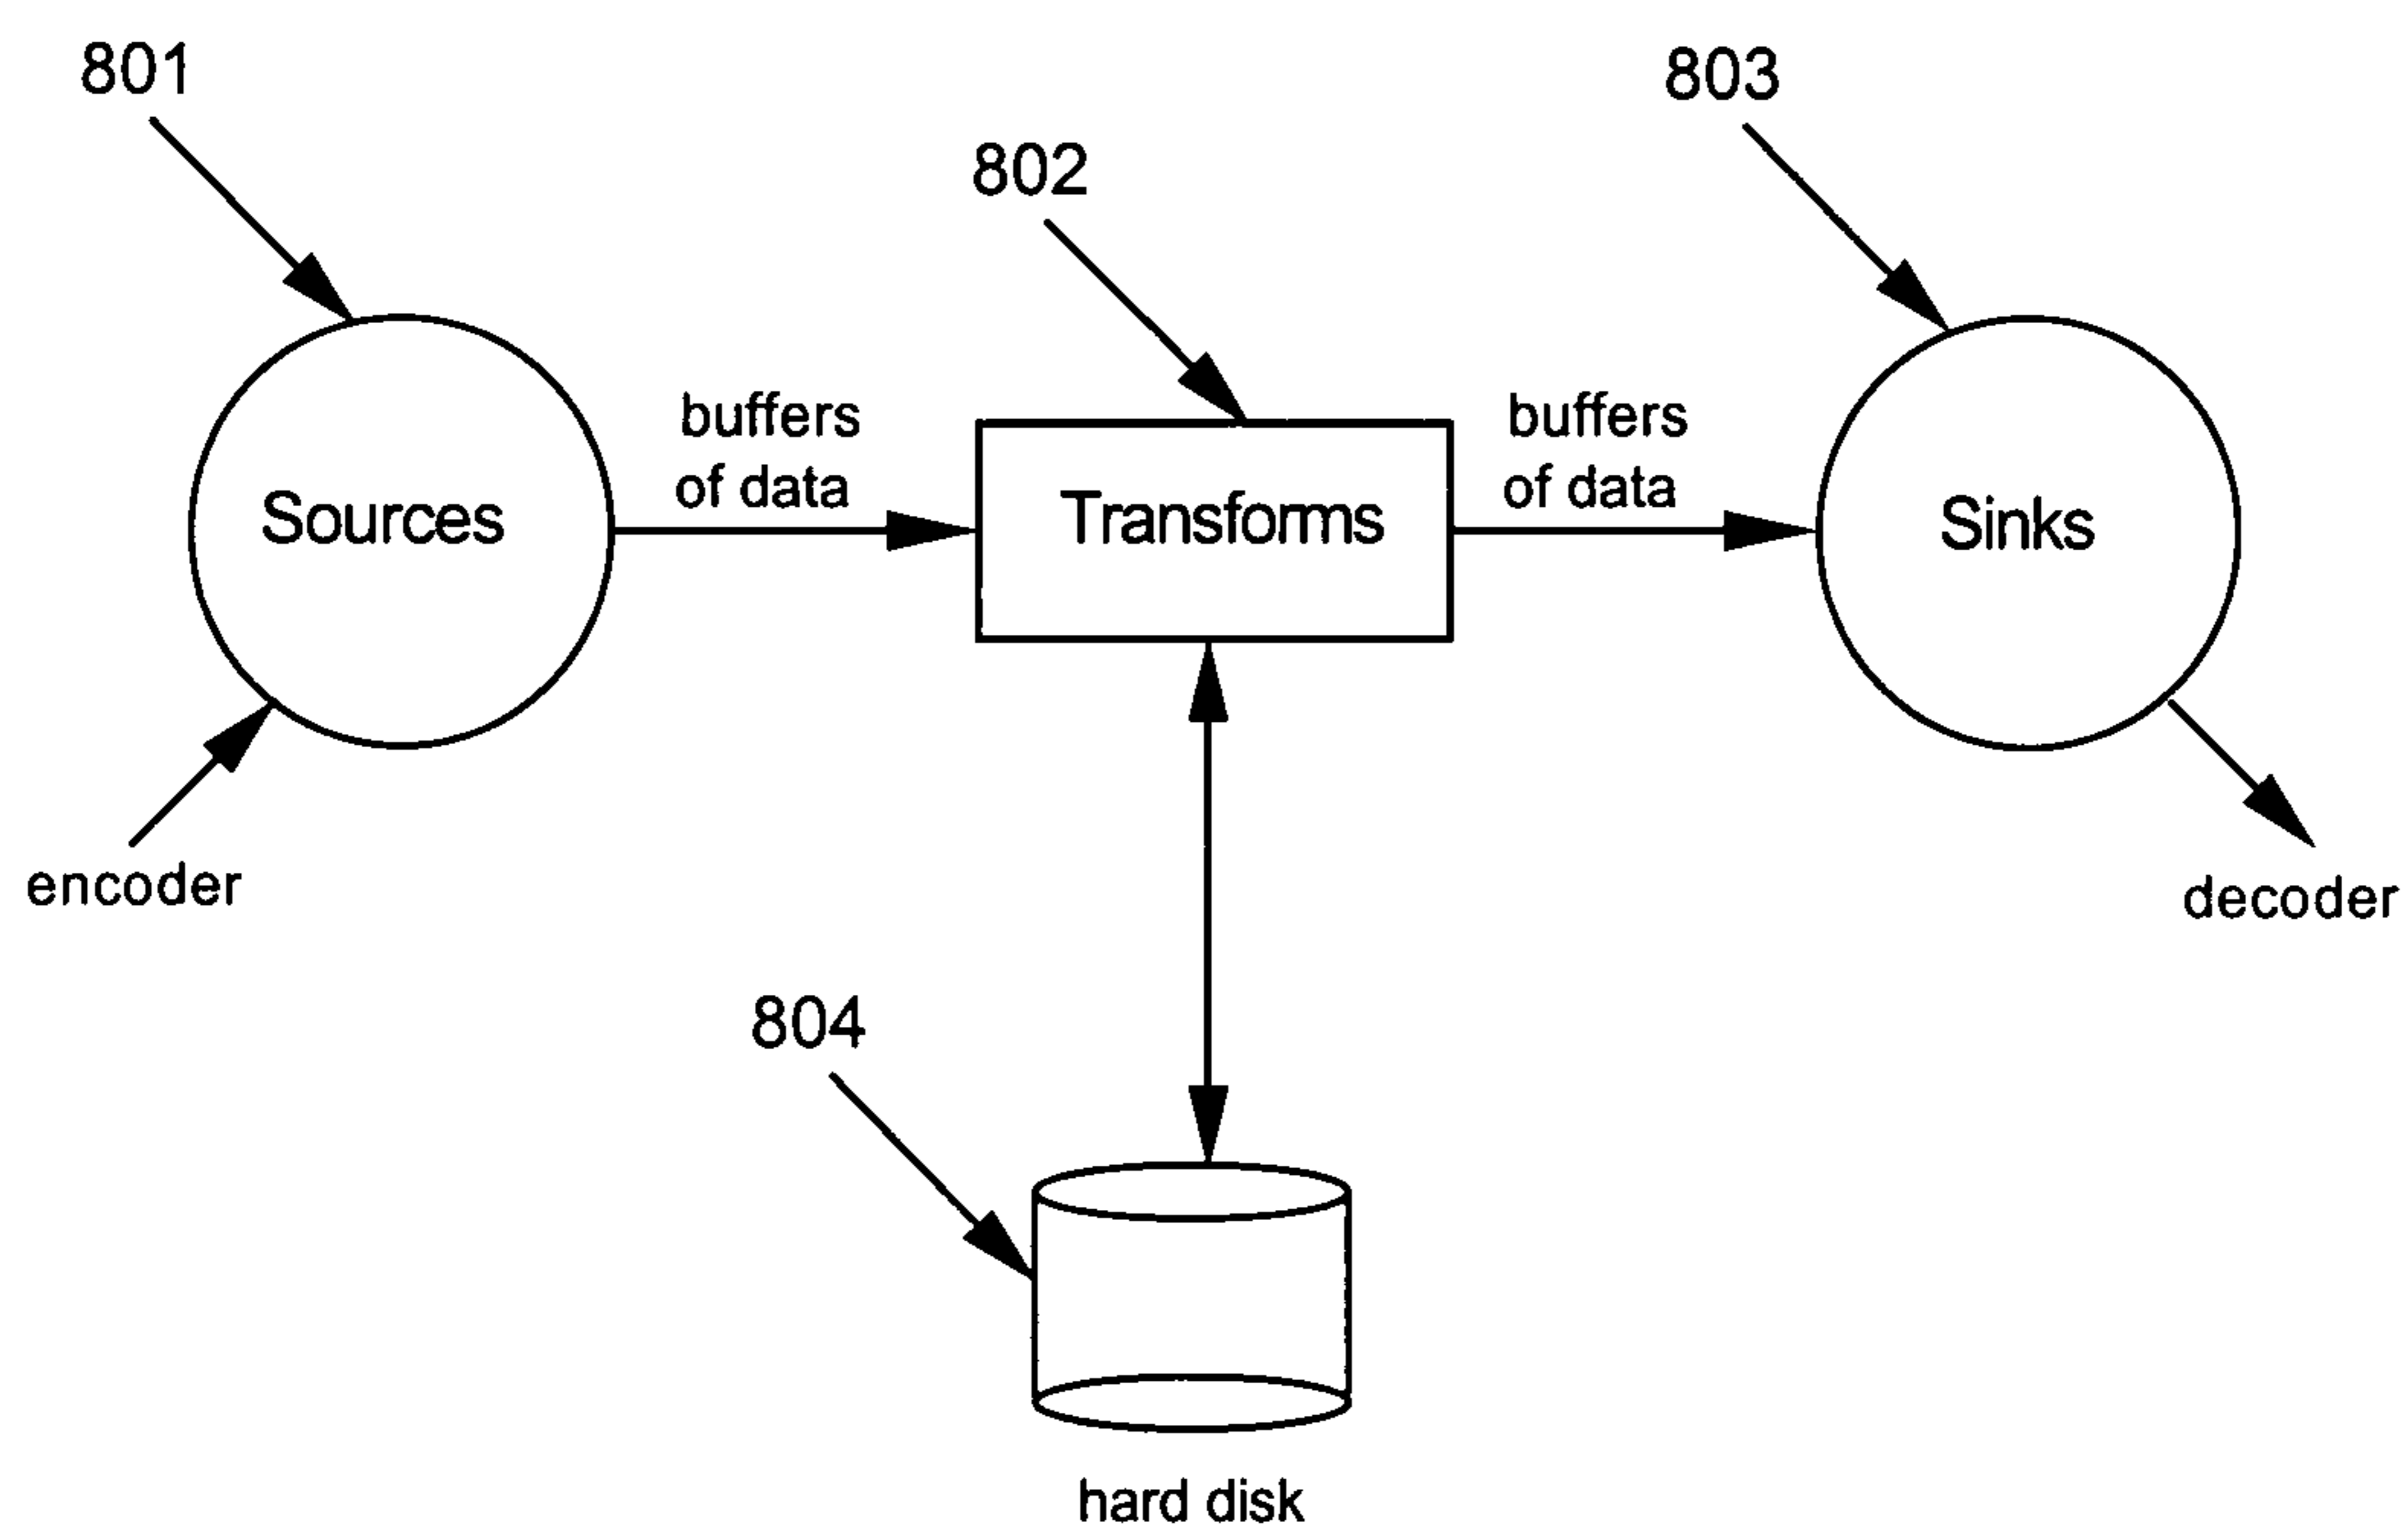 801
803
802
buffers
of data
buffers
of data
Sources
Transforms
Sinks
encoder
decoder
804
hard disk